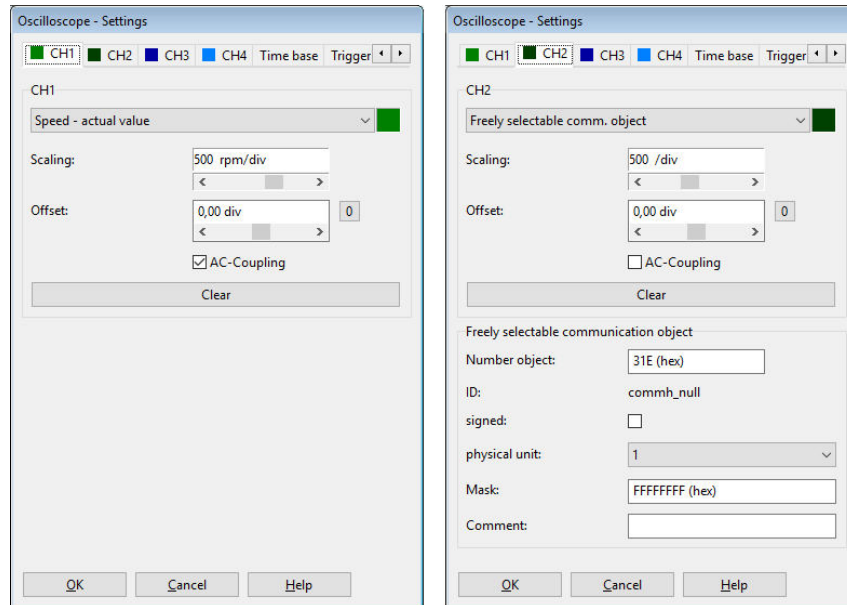 Oscilloscope - Settings
CH1 CH2 CH3 CH4 Time base Trigger
CH1
Speed - actual value
Scaling: 500 rpm/div
Offset: 0,00 div 0
AC-Coupling
Clear
OK Cancel Help
Oscilloscope - Settings
CH1 CH2 CH3 CH4 Time base Trigger
CH2
Freely selectable comm. object
Scaling: 500 /div
Offset: 0,00 div 0
AC-Coupling
Clear
Freely selectable communication object
Number object: 31E (hex)
ID: commh_null
signed:
physical unit: 1
Mask: FFFFFFFF (hex)
Comment:
OK Cancel Help